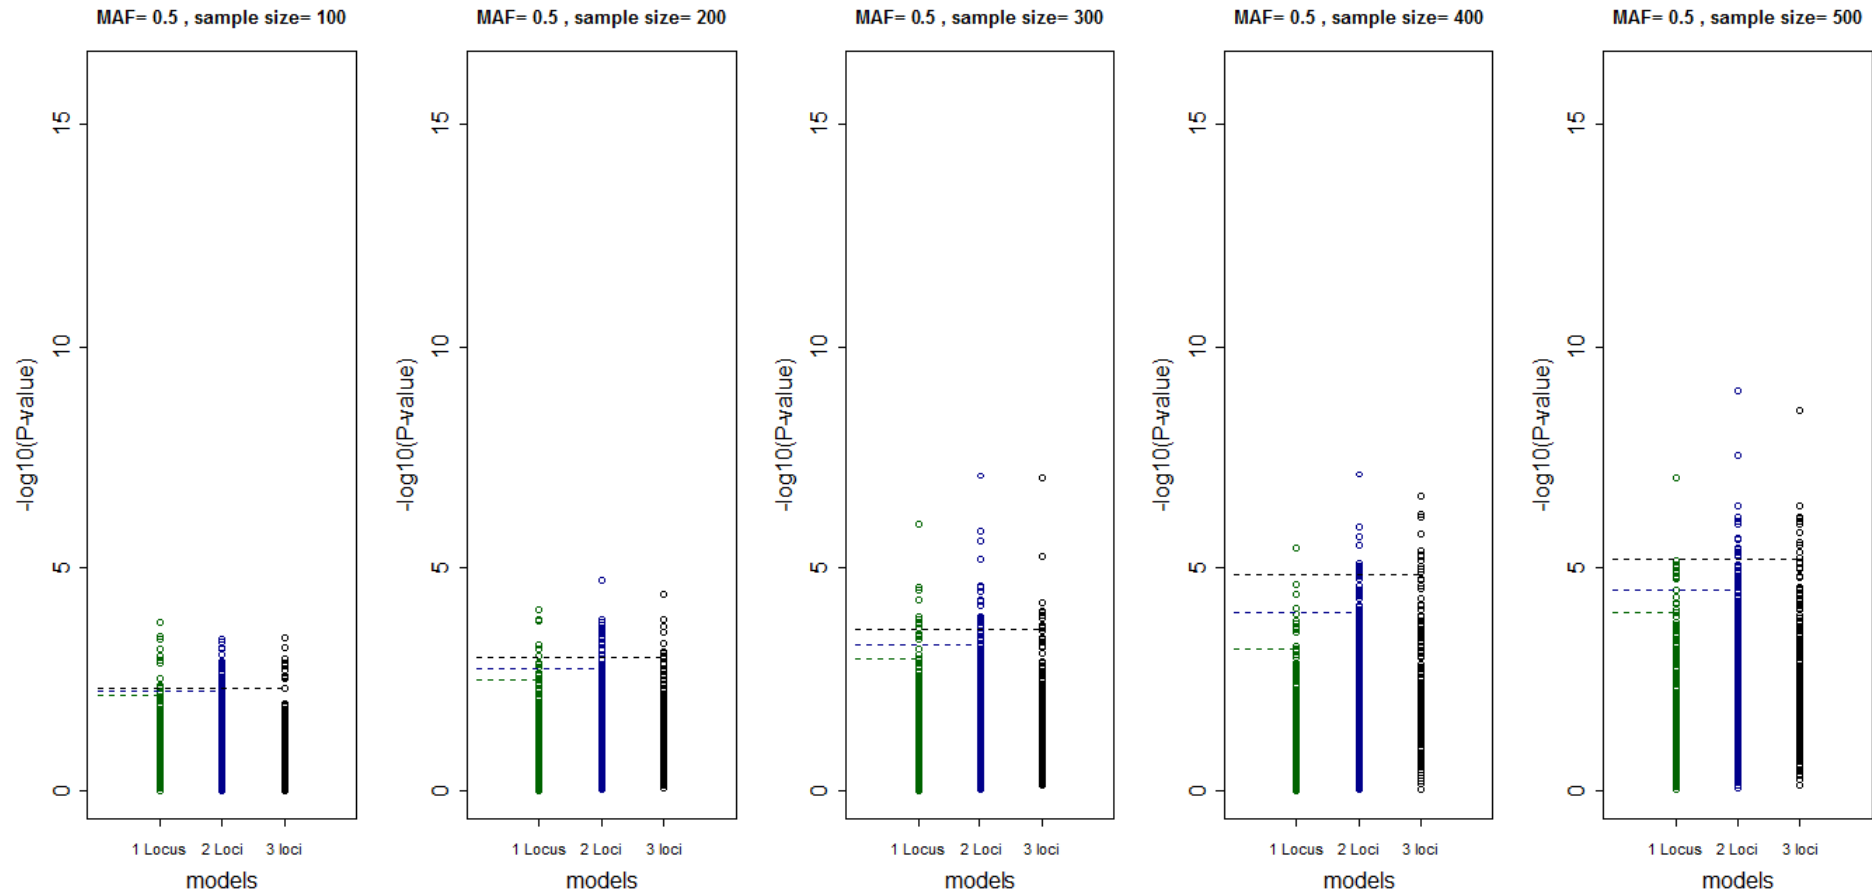 MAF= 0.5 , sample size= 100
15
10
5
0
-log10(P-value)
1 Locus 2 Loci 3 loci
models
MAF= 0.5 , sample size= 200
15
10
5
0
-log10(P-value)
1 Locus 2 Loci 3 loci
models
MAF= 0.5 , sample size= 300
15
10
5
0
-log10(P-value)
1 Locus 2 Loci 3 loci
models
MAF= 0.5 , sample size= 400
15
10
5
0
-log10(P-value)
1 Locus 2 Loci 3 loci
models
MAF= 0.5 , sample size= 500
15
10
5
0
-log10(P-value)
1 Locus 2 Loci 3 loci
models